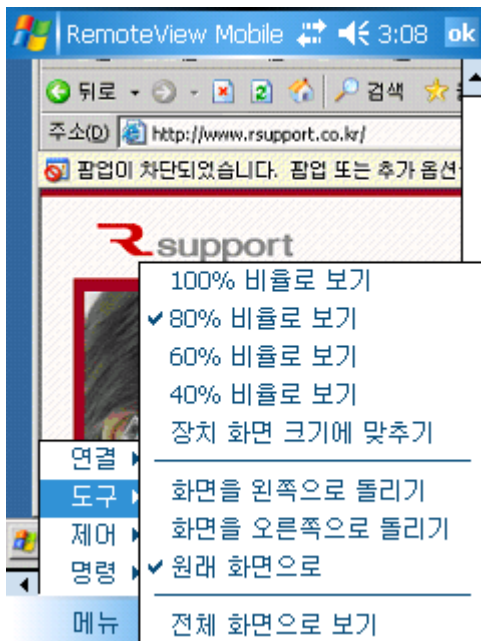 RemoteView Mobile 3:08 ok
뒤로 검색
주소(D) http://www.rsupport.co.kr/
팝업이 차단되었습니다. 팝업 또는 추가 옵션
Rsupport
100% 비율로 보기
80% 비율로 보기
60% 비율로 보기
40% 비율로 보기
장치 화면 크기에 맞추기
연결
도구
제어
명령
화면을 왼쪽으로 돌리기
화면을 오른쪽으로 돌리기
원래 화면으로
메뉴
전체 화면으로 보기